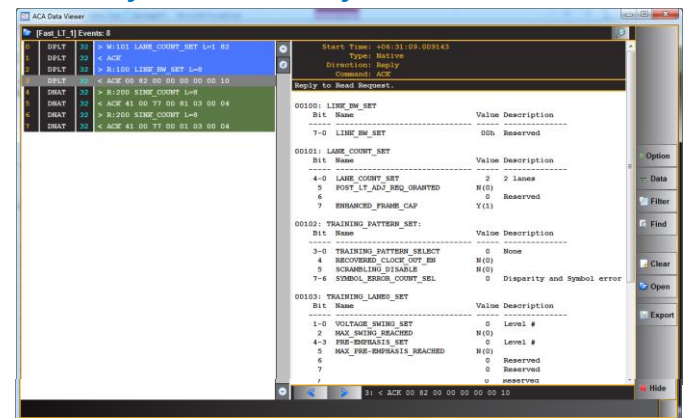 ACA Data Viewer
[Fast_LT_1] Events: 8
0 DPLT 32 > W:101 LANE_COUNT_SET L=1 82
1 DPLT 32 < ACK
2 DPLT 32 > R:100 LINK_BW_SET L=8
3 DPLT 32 < ACK 00 82 00 00 00 00 00 10
4 DNAT 32 > R:200 SINK_COUNT L=8
5 DNAT 32 < ACK 41 00 77 00 81 03 00 04
6 DNAT 32 > R:200 SINK_COUNT L=8
7 DNAT 32 < ACK 41 00 77 00 01 03 00 04
Start Time: +06:31:09.009143
Type: Native
Direction: Reply
Command: ACK
Reply to Read Request.
00100: LINK_BW_SET
Bit Name Value Description
7-0 LINK_BW_SET 00h Reserved
00101: LANE_COUNT_SET
Bit Name Value Description
4-0 LANE_COUNT_SET 2 2 lanes
5 POST_LT_ADJ_REQ_GRANTED N(0)
6 0 Reserved
7 ENHANCED_FRAME_CAP Y(1)
00102: TRAINING_PATTERN_SET:
Bit Name Value Description
3-0 TRAINING_PATTERN_SELECT 0 None
4 RECOVERED_CLOCK_OUT_EN N(0)
5 SCRAMBLING_DISABLE N(0)
7-6 SYMBOL_ERROR_COUNT_SEL 0 Disparity and Symbol error
00103: TRAINING_LANE0_SET
Bit Name Value Description
1-0 VOLTAGE_SWING_SET 0 Level #
2 MAX_SWING_REACHED N(0)
4-3 PRE-EMPHASIS_SET 0 Level #
5 MAX_PRE-EMPHASIS_REACHED N(0)
6 0 Reserved
7 0 Reserved
7 0 Reserved
3: < ACK 00 82 00 00 00 00 00 10
Option
Data
Filter
Find
Clear
Open
Export
Hide